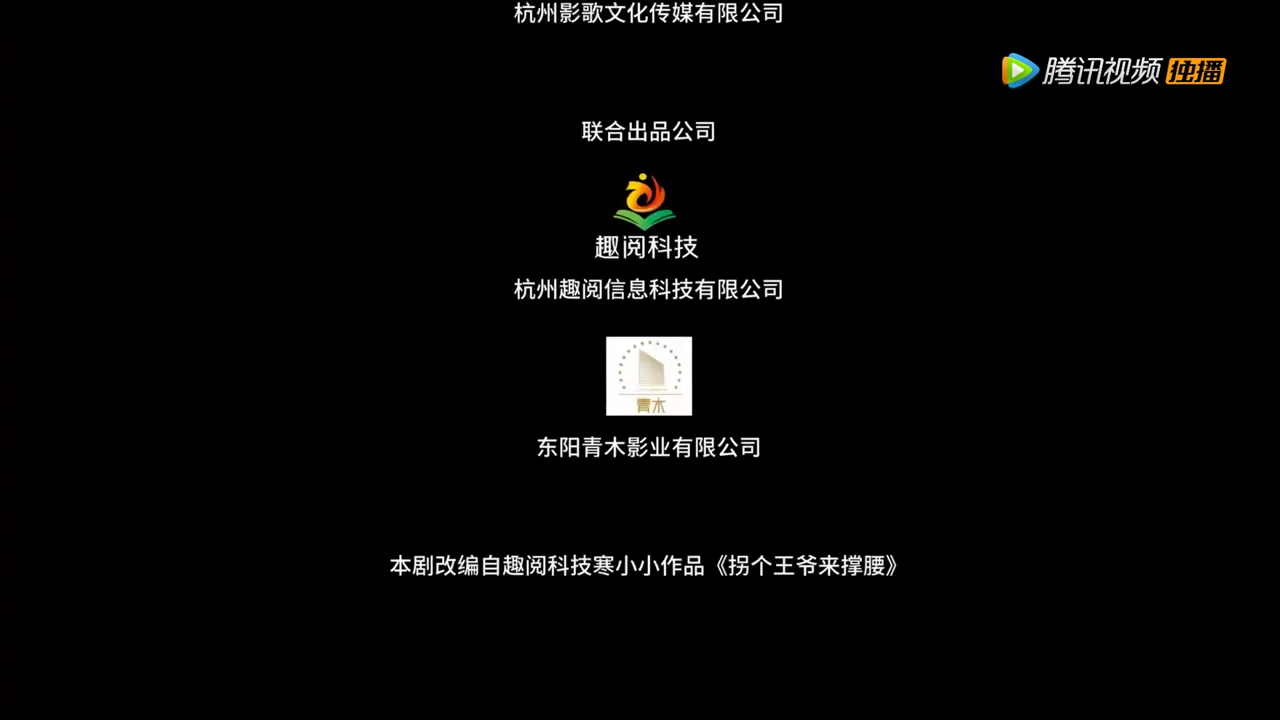 杭州影歌文化传媒有限公司
腾讯视频 独播
联合出品公司
趣阅科技
杭州趣阅信息科技有限公司
青木
东阳青木影业有限公司
本剧改编自趣阅科技寒小小作品《拐个王爷来撑腰》